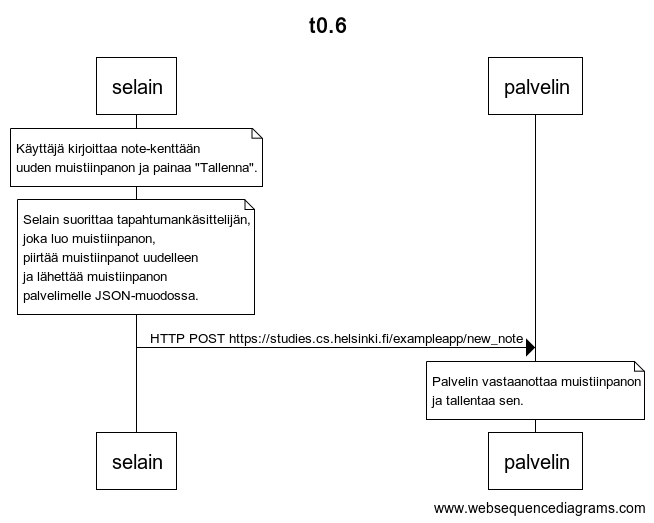 t0.6
selain
palvelin
Käyttäjä kirjoittaa note-kenttään
uuden muistiinpanon ja painaa "Tallenna".
Selain suorittaa tapahtumankäsittelijän,
joka luo muistiinpanon,
piirtää muistiinpanot uudelleen
ja lähettää muistiinpanon
palvelimelle JSON-muodossa.
HTTP POST https://studies.cs.helsinki.fi/exampleapp/new_note
Palvelin vastaanottaa muistiinpanon
ja tallentaa sen.
selain
palvelin
www.websequencediagrams.com